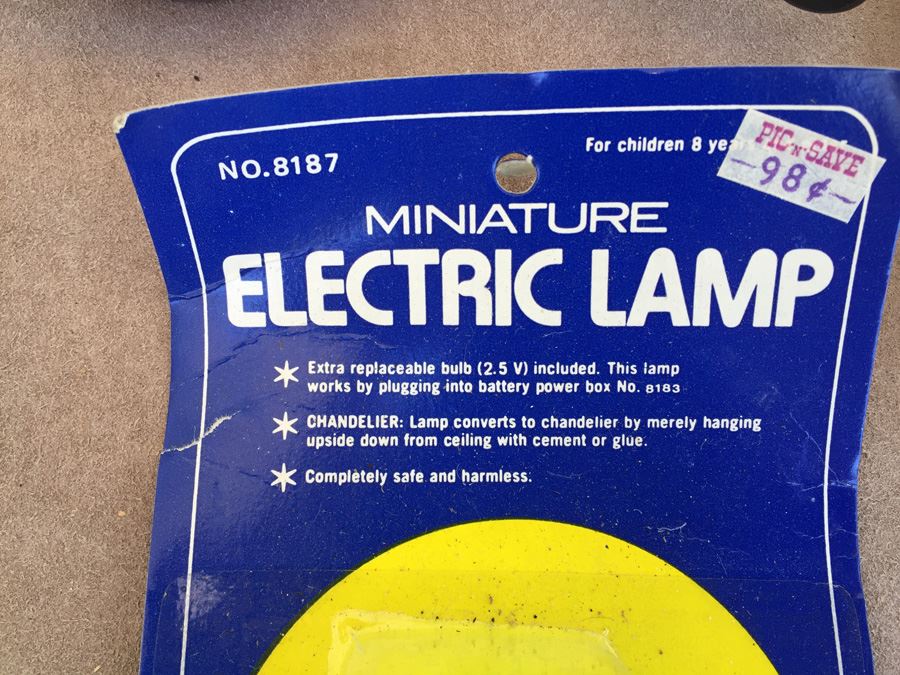 NO.8187
For children 8 yea
PIC-'N'-SAVE
98¢
MINIATURE
ELECTRIC LAMP
Extra replaceable bulb (2.5 V) included. This lamp
works by plugging into battery power box No. 8183
CHANDELIER: Lamp converts to chandelier by merely hanging
upside down from ceiling with cement or glue.
Completely safe and harmless.